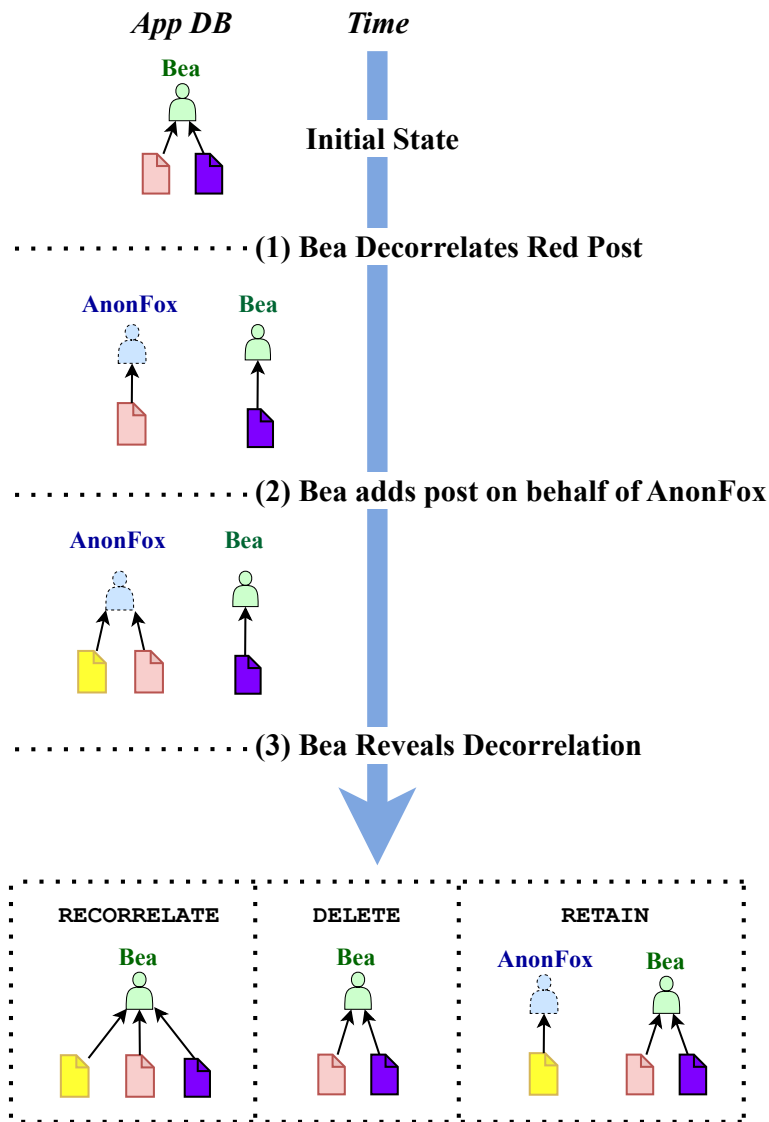 App DB Time
Bea
Initial State
(1) Bea Decorrelates Red Post
AnonFox Bea
(2) Bea adds post on behalf of AnonFox
AnonFox Bea
(3) Bea Reveals Decorrelation
RECORRELATE DELETE RETAIN
Bea Bea AnonFox Bea